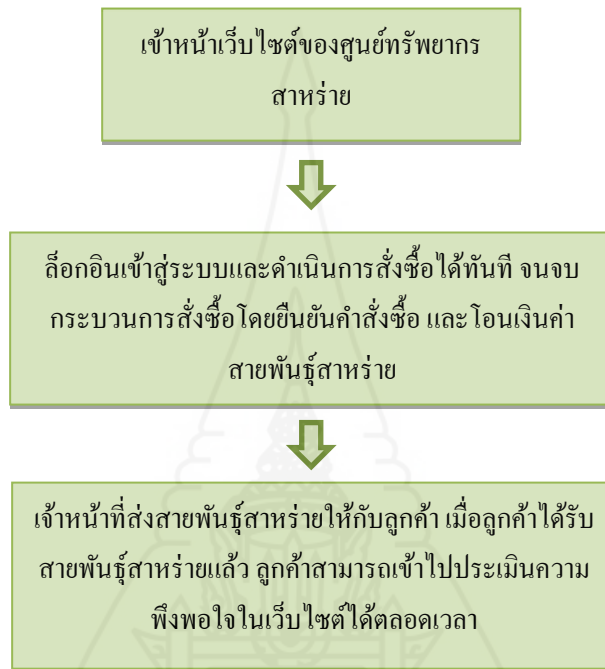 เข้าหน้าเว็บไซต์ของศูนย์ทรัพยากร
สาหร่าย
ล็อกอินเข้าสู่ระบบและดำเนินการสั่งซื้อได้ทันที จนจบ
กระบวนการสั่งซื้อโดยยืนยันคำสั่งซื้อ และโอนเงินค่า
สายพันธุ์สาหร่าย
เจ้าหน้าที่ส่งสายพันธุ์สาหร่ายให้กับลูกค้า เมื่อลูกค้าได้รับ
สายพันธุ์สาหร่ายแล้ว ลูกค้าสามารถเข้าไปประเมินความ
พึงพอใจในเว็บไซต์ได้ตลอดเวลา